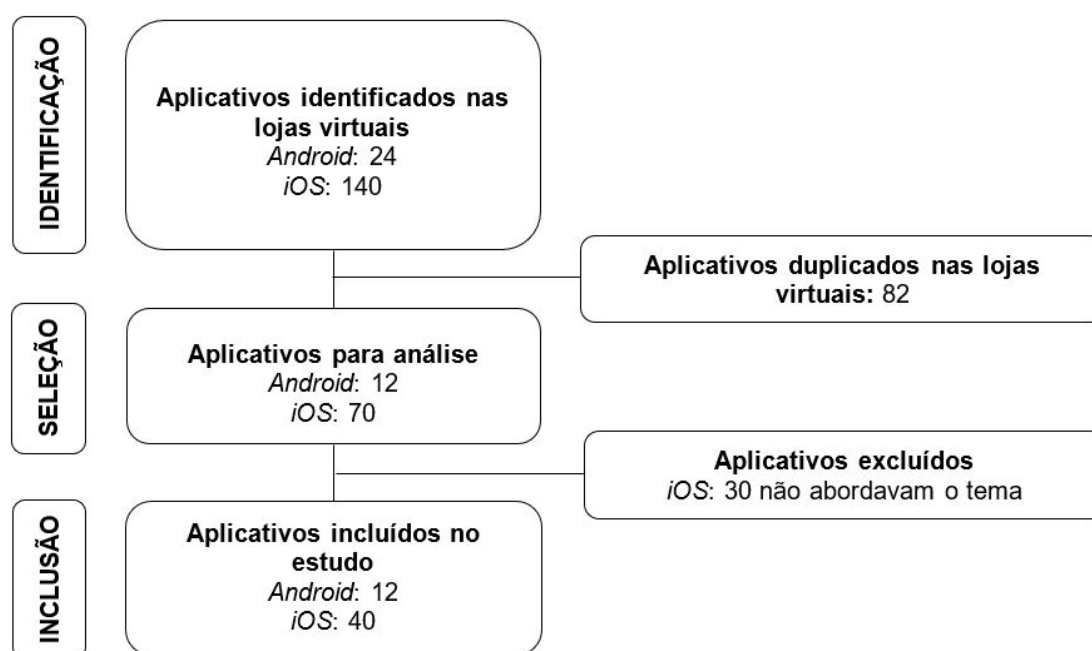 IDENTIFICAÇÃO
Aplicativos identificados nas
lojas virtuais
Android: 24
iOS: 140
Aplicativos duplicados nas lojas
virtuais: 82
SELEÇÃO
Aplicativos para análise
Android: 12
iOS: 70
Aplicativos excluídos
iOS: 30 não abordavam o tema
INCLUSÃO
Aplicativos incluídos no
estudo
Android: 12
iOS: 40